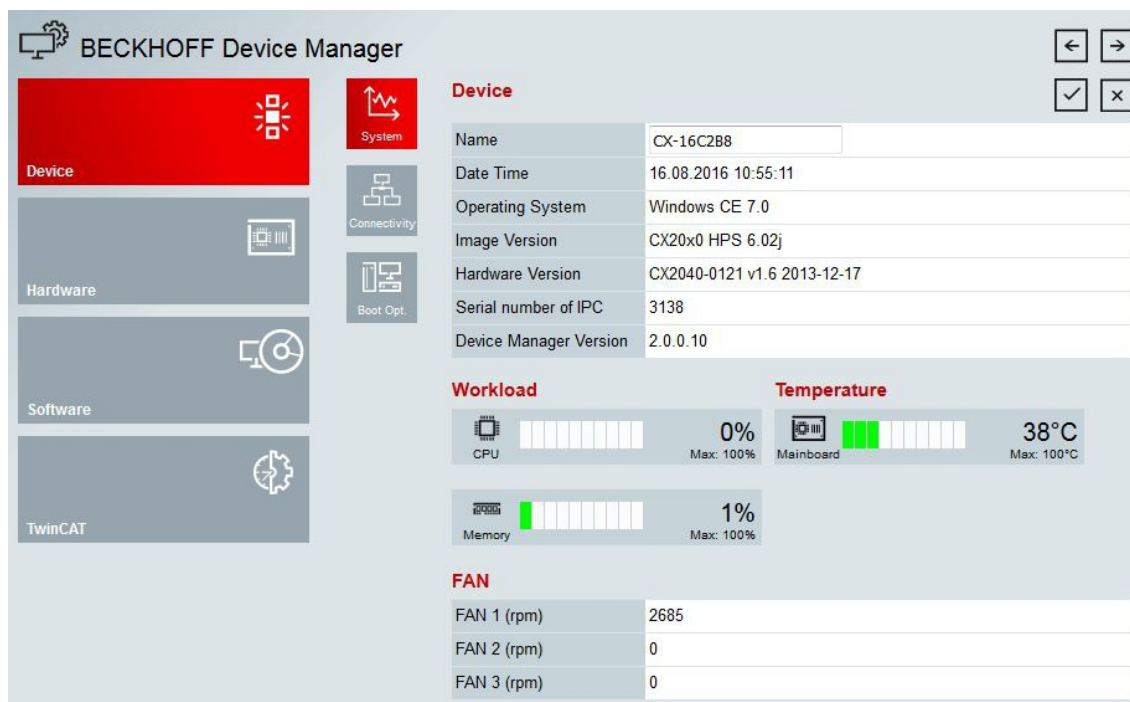 BECKHOFF Device Manager
Device
Hardware
Software
TwinCAT
System
Connectivity
Boot Opt.
Device
Name CX-16C2B8
Date Time 16.08.2016 10:55:11
Operating System Windows CE 7.0
Image Version CX20x0 HPS 6.02j
Hardware Version CX2040-0121 v1.6 2013-12-17
Serial number of IPC 3138
Device Manager Version 2.0.0.10
Workload Temperature
CPU 0% Max: 100%
Mainboard 38°C Max: 100°C
Memory 1% Max: 100%
FAN
FAN 1 (rpm) 2685
FAN 2 (rpm) 0
FAN 3 (rpm) 0